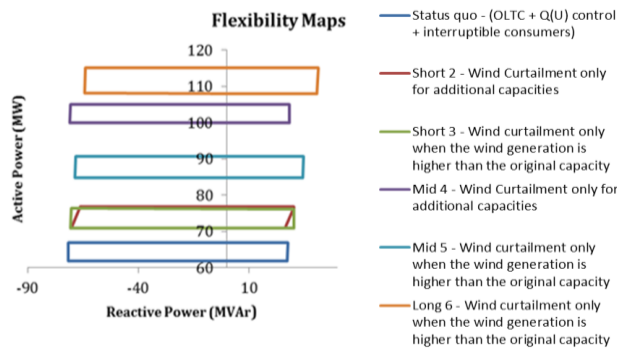 Flexibility Maps
120
110
100
90
80
70
60
-90
-40
10
Active Power (MW)
Reactive Power (MVAr)
Status quo - (OLTC + Q(U) control
+ interruptible consumers)
Short 2 - Wind Curtailment only
for additional capacities
Short 3 - Wind curtailment only
when the wind generation is
higher than the original capacity
Mid 4 - Wind Curtailment only for
additional capacities
Mid 5 - Wind curtailment only
when the wind generation is
higher than the original capacity
Long 6 - Wind curtailment only
when the wind generation is
higher than the original capacity